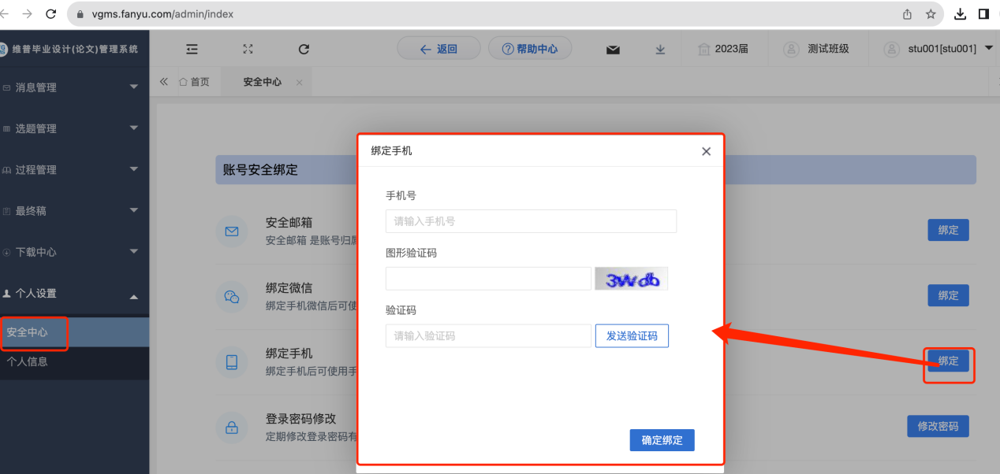 vgms.fanyu.com/admin/index
维普毕业设计(论文)管理系统
返回
帮助中心
2023届
测试班级
stu001[stu001]
消息管理
选题管理
过程管理
最终稿
下载中心
个人设置
安全中心
个人信息
首页
安全中心
账号安全绑定
安全邮箱
安全邮箱 是账号归属
绑定
绑定微信
绑定手机微信后可使
绑定
绑定手机
绑定手机后可使用手
绑定
登录密码修改
定期修改登录密码有
修改密码
绑定手机
手机号
请输入手机号
图形验证码
3Wdb
验证码
请输入验证码
发送验证码
确定绑定